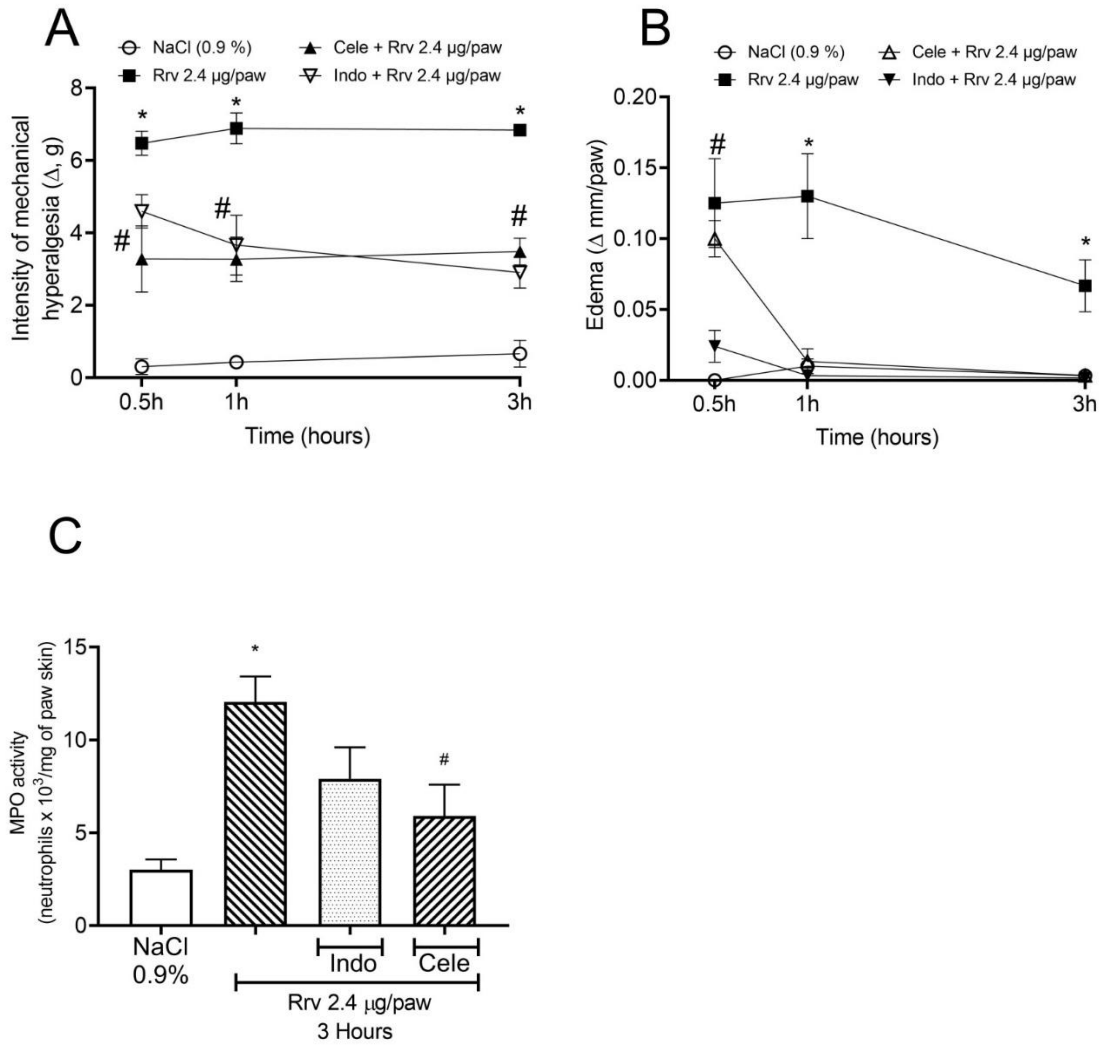 A
NaCl (0.9 %)
Cele + Rrv 2.4 µg/paw
Rrv 2.4 µg/paw
Indo + Rrv 2.4 µg/paw
Intensity of mechanical
hyperalgesia (Δ, g)
8
6
4
2
0
*
*
*
#
#
#
0.5h
1h
3h
Time (hours)
B
NaCl (0.9 %)
Cele + Rrv 2.4 µg/paw
Rrv 2.4 µg/paw
Indo + Rrv 2.4 µg/paw
Edema (Δ mm/paw)
0.20
0.15
0.10
0.05
0.00
#
*
*
0.5h
1h
3h
Time (hours)
C
MPO activity
(neutrophils x 10³/mg of paw skin)
15
10
5
0
*
#
NaCl
0.9%
Indo
Cele
Rrv 2.4 µg/paw
3 Hours